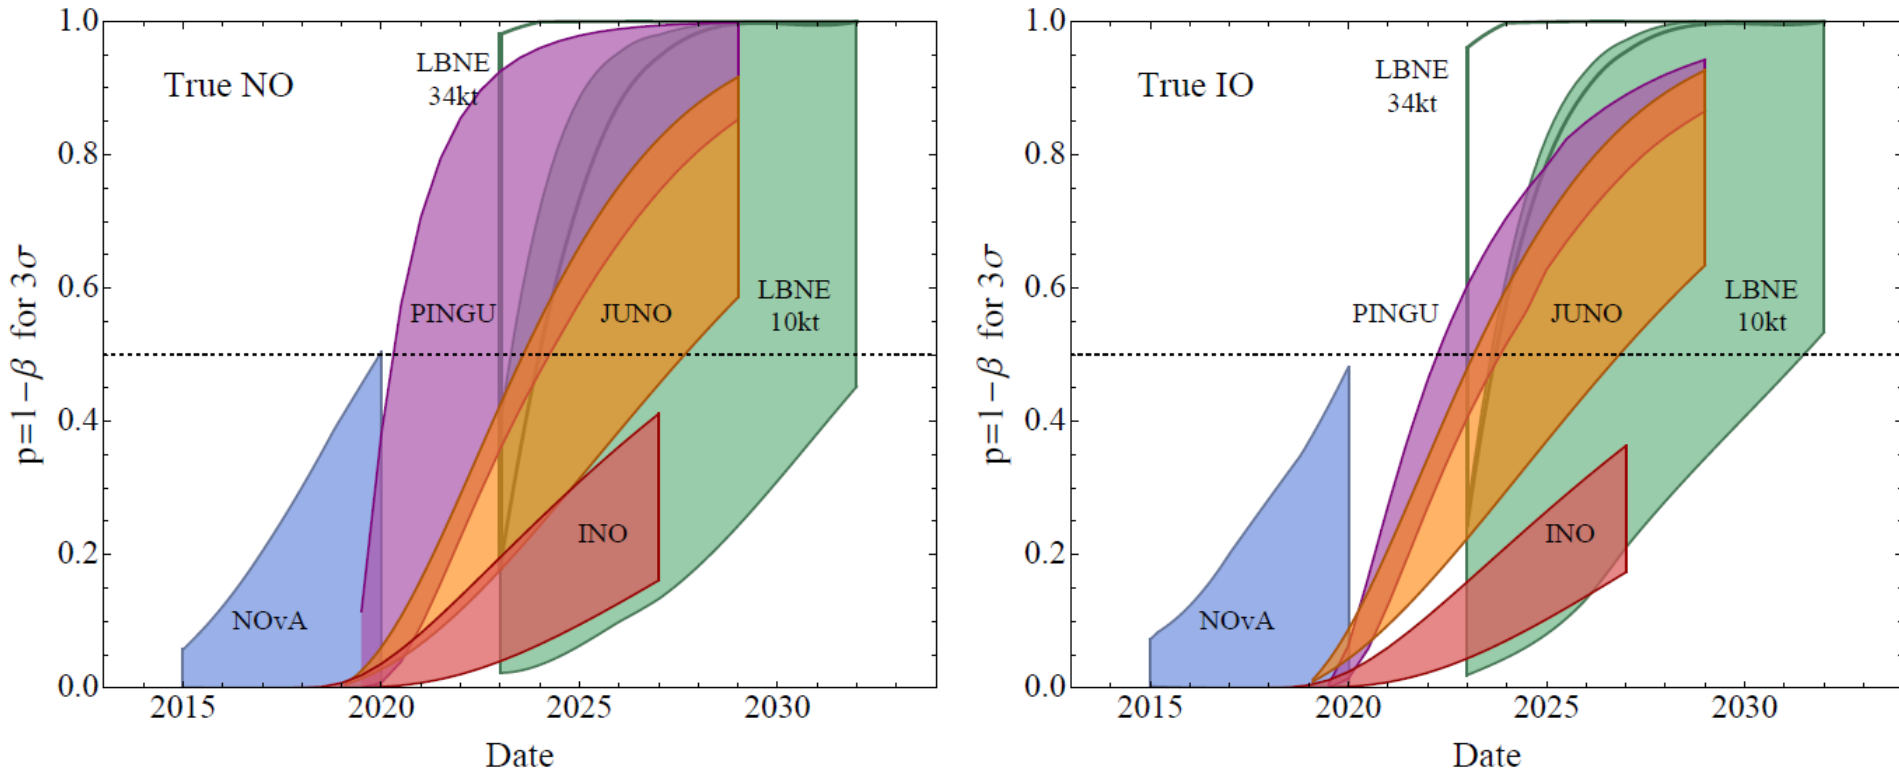 1.0
0.8
0.6
0.4
0.2
0.0
p=1−β for 3σ
True NO
LBNE
34kt
PINGU
JUNO
LBNE
10kt
INO
NOvA
2015 2020 2025 2030
Date
1.0
0.8
0.6
0.4
0.2
0.0
p=1−β for 3σ
True IO
LBNE
34kt
PINGU
JUNO
LBNE
10kt
INO
NOvA
2015 2020 2025 2030
Date